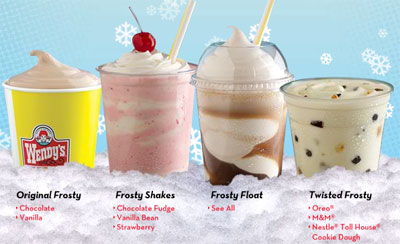 WENDY'S
Original Frosty
Chocolate
Vanilla
Frosty Shakes
Chocolate Fudge
Vanilla Bean
Strawberry
Frosty Float
See All
Twisted Frosty
Oreo®
M&M®
Nestle® Toll House®
Cookie Dough